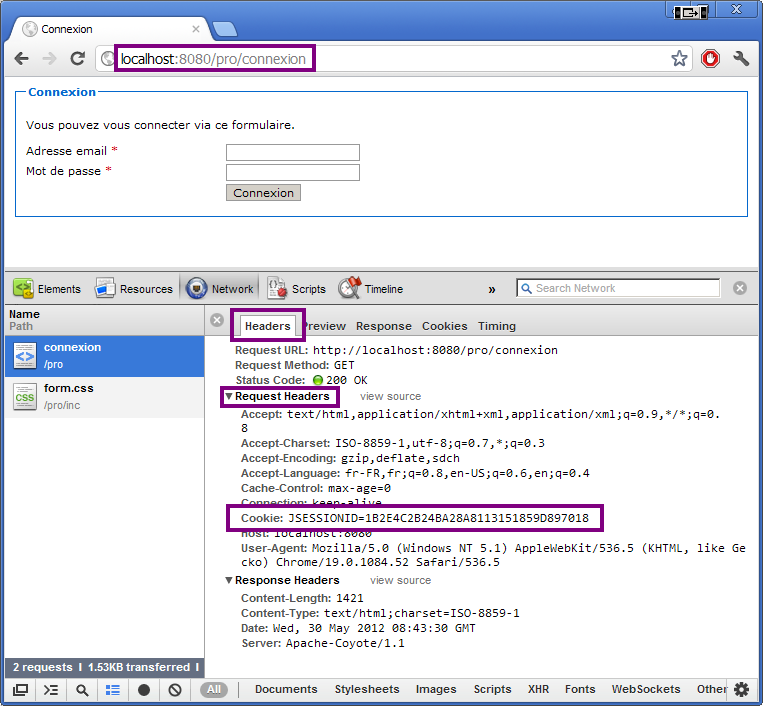 Connexion
localhost:8080/pro/connexion
Connexion
Vous pouvez vous connecter via ce formulaire.
Adresse email *
Mot de passe *
Connexion
Elements Resources Network Scripts Timeline » Search Network
Name
Path
connexion
/pro
form.css
/pro/inc
Headers Preview Response Cookies Timing
Request URL: http://localhost:8080/pro/connexion
Request Method: GET
Status Code: 200 OK
Request Headers view source
Accept: text/html,application/xhtml+xml,application/xml;q=0.9,*/*;q=0.
8
Accept-Charset: ISO-8859-1,utf-8;q=0.7,*;q=0.3
Accept-Encoding: gzip,deflate,sdch
Accept-Language: fr-FR,fr;q=0.8,en-US;q=0.6,en;q=0.4
Cache-Control: max-age=0
Connection: keep-alive
Cookie: JSESSIONID=1B2E4C2B24BA28A8113151859D897018
Host: localhost:8080
User-Agent: Mozilla/5.0 (Windows NT 5.1) AppleWebKit/536.5 (KHTML, like Ge
cko) Chrome/19.0.1084.52 Safari/536.5
Response Headers view source
Content-Length: 1421
Content-Type: text/html;charset=ISO-8859-1
Date: Wed, 30 May 2012 08:43:30 GMT
Server: Apache-Coyote/1.1
2 requests | 1.53KB transferred |
All Documents Stylesheets Images Scripts XHR Fonts WebSockets Other